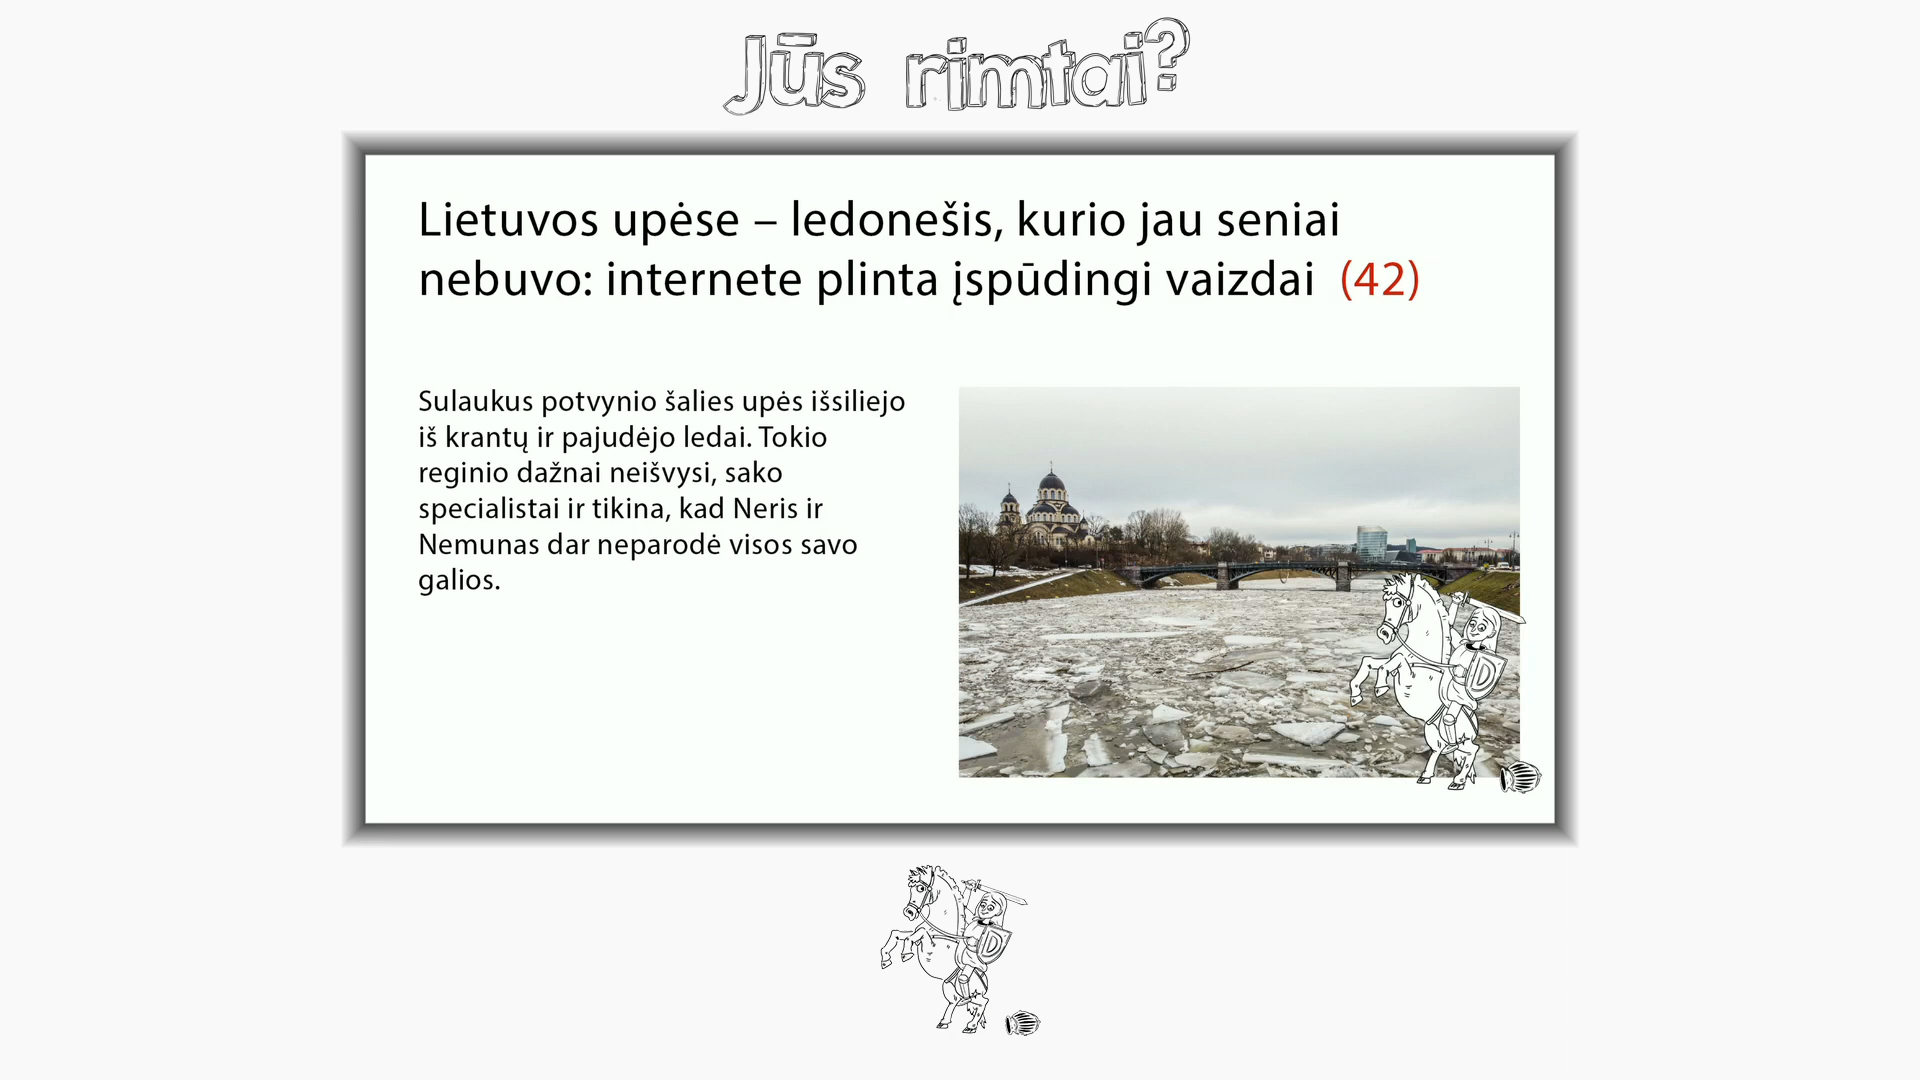 Jūs rimtai?
Lietuvos upėse – ledonešis, kurio jau seniai
nebuvo: internete plinta įspūdingi vaizdai (42)
Sulaukus potvynio šalies upės išsiliejo
iš krantų ir pajudėjo ledai. Tokio
reginio dažnai neišvysi, sako
specialistai ir tikina, kad Neris ir
Nemunas dar neparodė visos savo
galios.
D
D